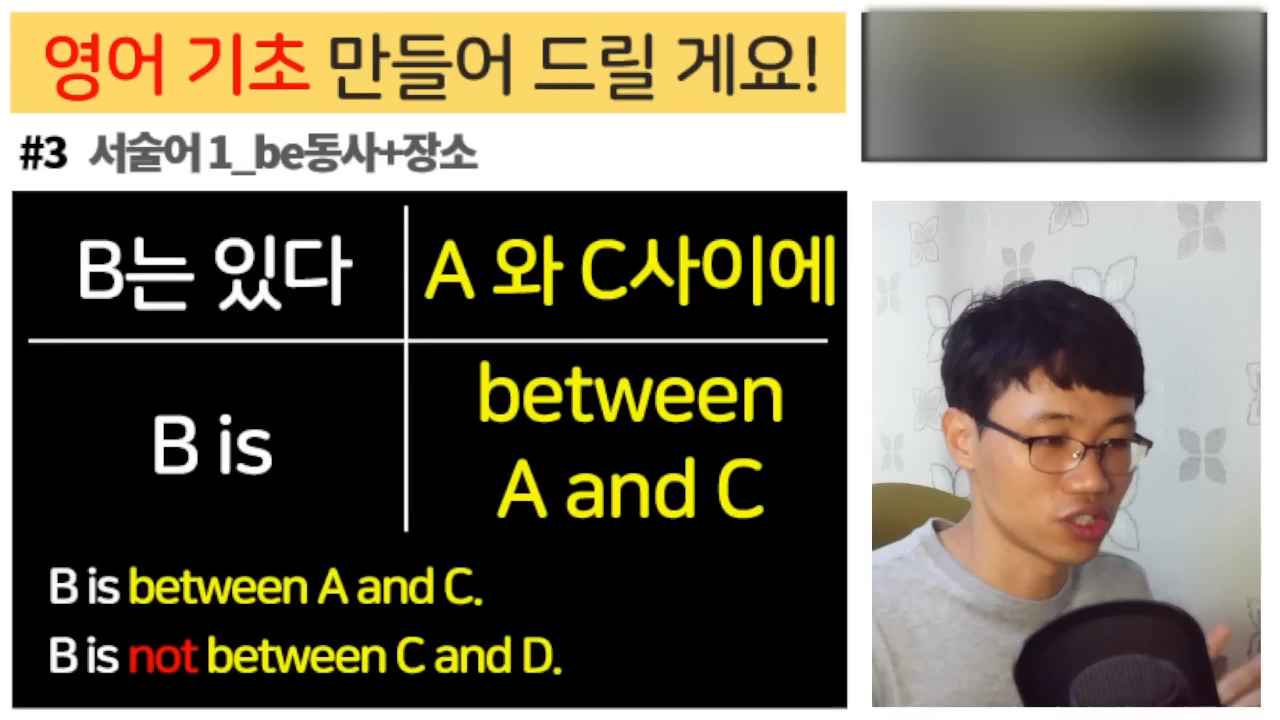 영어 기초 만들어 드릴 게요!
#3 서술어 1_be동사+장소
B는 있다
A 와 C사이에
B is
between
A and C
B is between A and C.
B is not between C and D.